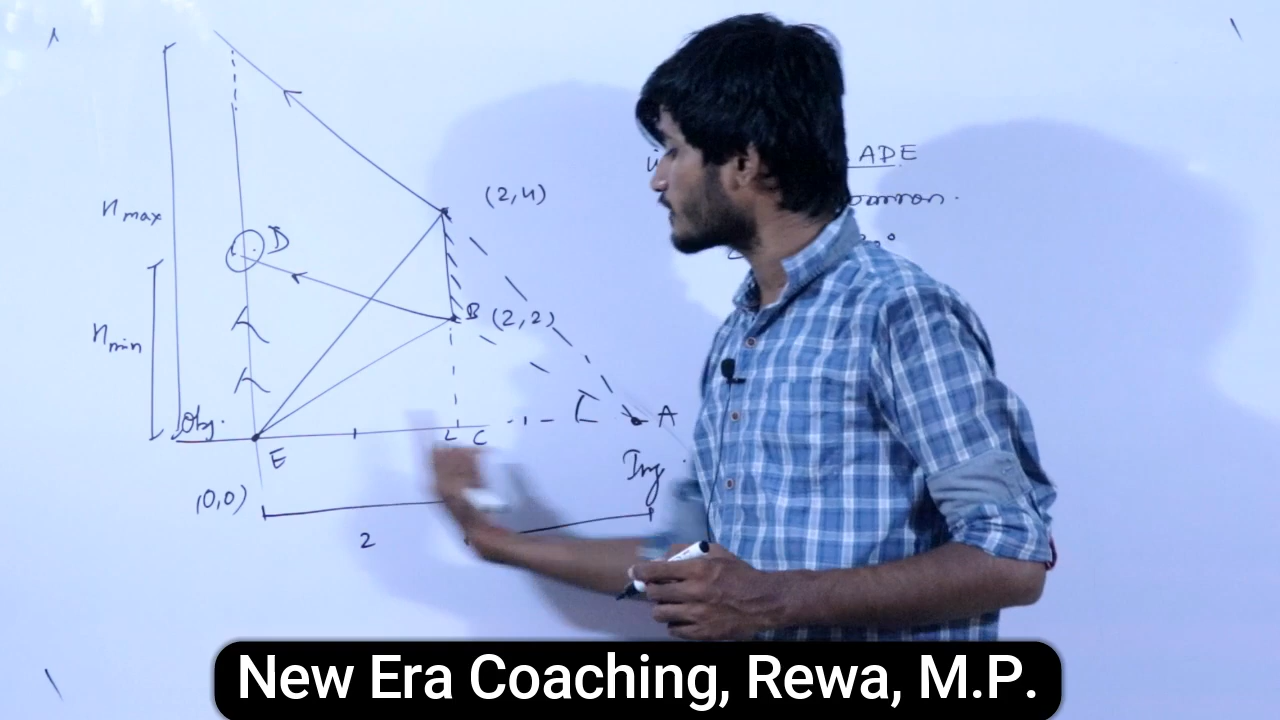 (2,4)
ADE
n max
D
B (2,2)
n min
Obj.
L C
A
E
Img
(0,0)
2
New Era Coaching, Rewa, M.P.